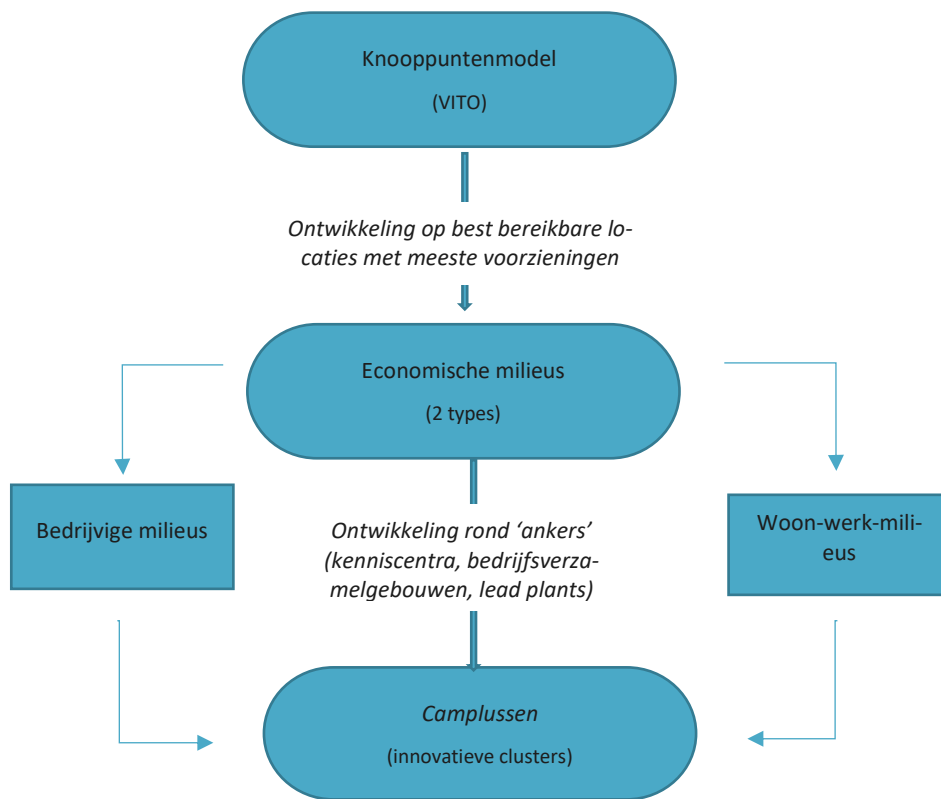 Knooppuntenmodel
(VITO)
Ontwikkeling op best bereikbare lo-
caties met meeste voorzieningen
Economische milieus
(2 types)
Bedrijvige milieus
Ontwikkeling rond ‘ankers’
(kenniscentra, bedrijfsverza-
melgebouwen, lead plants)
Woon-werk-mili-
eus
Camplussen
(innovatieve clusters)